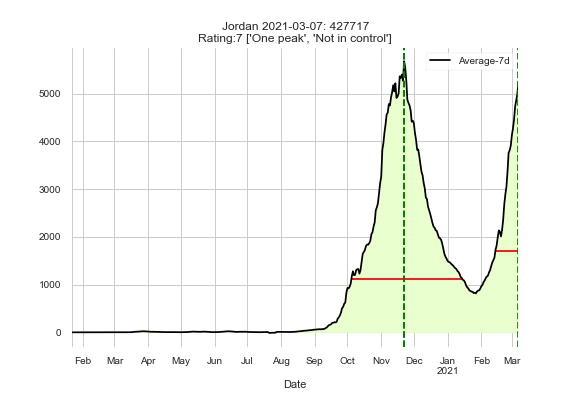 Jordan 2021-03-07: 427717
Rating:7 ['One peak', 'Not in control']
Average-7d
5000
4000
3000
2000
1000
0
Feb Mar Apr May Jun Jul Aug Sep Oct Nov Dec Jan Feb Mar
2021
Date